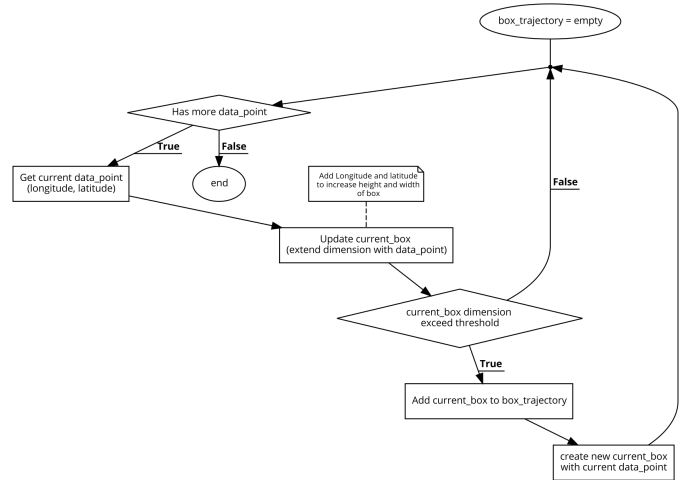 box_trajectory = empty
Has more data_point
True
False
Get current data_point
(longitude, latitude)
end
Add Longitude and latitude
to increase height and width
of box
False
Update current_box
(extend dimension with data_point)
current_box dimension
exceed threshold
True
Add current_box to box_trajectory
create new current_box
with current data_point